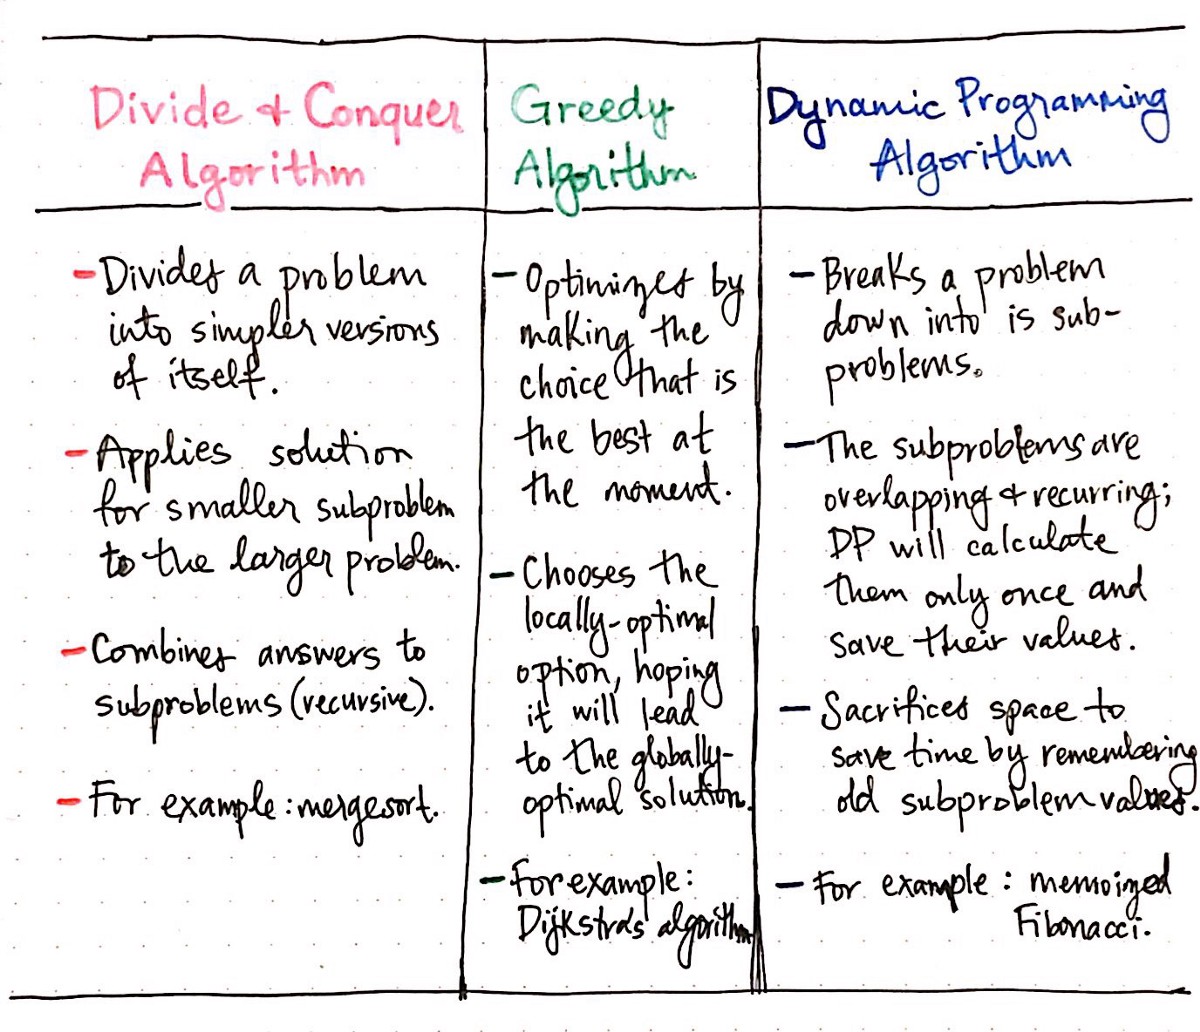 Divide & Conquer
Algorithm
- Divides a problem
into simpler versions
of itself.
- Applies solution
for smaller subproblem
to the larger problem.
- Combines answers to
subproblems (recursive).
- For example: mergesort.
Greedy
Algorithm
- Optimizes by
making the
choice that is
the best at
the moment.
- Chooses the
locally-optimal
option, hoping
it will lead
to the globally-
optimal solution.
- For example:
Dijkstra's algorithm
Dynamic Programming
Algorithm
- Breaks a problem
down into is sub-
problems.
- The subproblems are
overlapping & recurring;
DP will calculate
them only once and
save their values.
- Sacrifices space to
save time by remembering
old subproblem values.
- For example: memoized
Fibonacci.